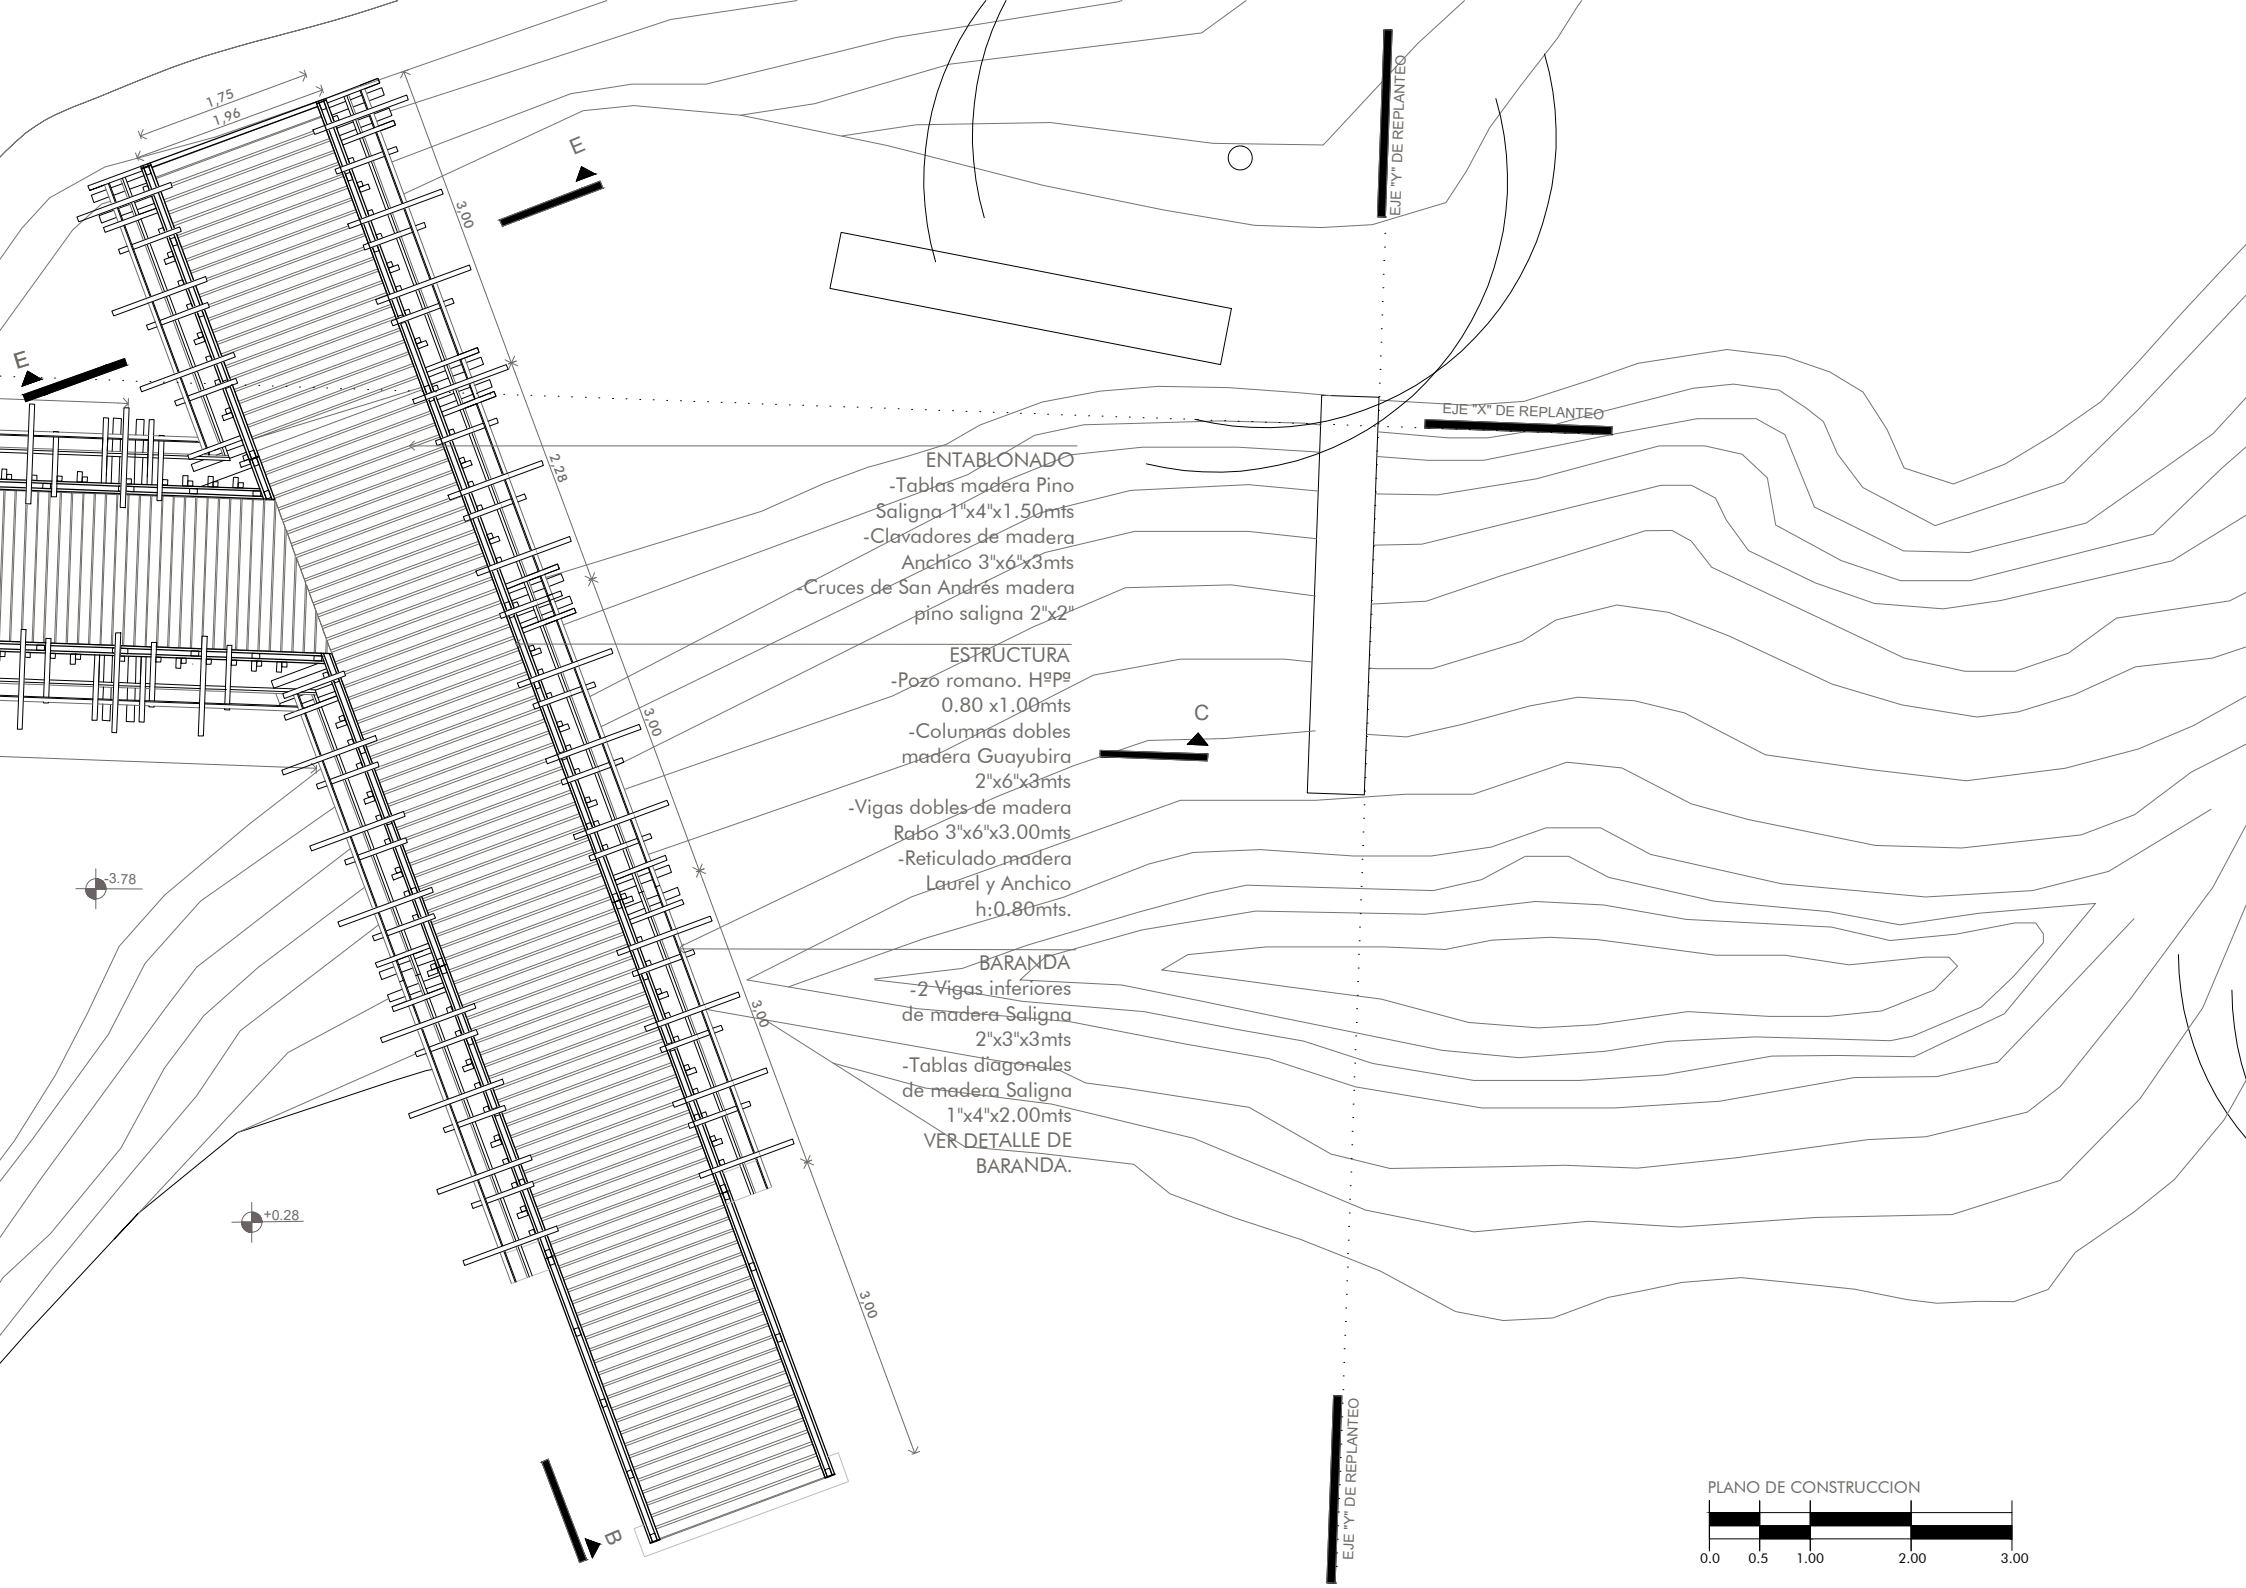 1,75
1,96
E
EJE "Y" DE REPLANTEO
3,00
E
EJE "X" DE REPLANTEO
2,28
ENTABLONADO
-Tablas madera Pino
Saligna 1"x4"x1.50mts
-Clavadores de madera
Anchico 3"x6"x3mts
-Cruces de San Andrés madera
pino saligna 2"x2"
ESTRUCTURA
-Pozo romano. HºPº
0.80 x1.00mts
-Columnas dobles
madera Guayubira
2"x6"x3mts
-Vigas dobles de madera
Rabo 3"x6"x3.00mts
-Reticulado madera
Laurel y Anchico
h:0.80mts.
3,00
C
-3.78
BARANDA
-2 Vigas inferiores
de madera Saligna
2"x3"x3mts
-Tablas diagonales
de madera Saligna
1"x4"x2.00mts
VER DETALLE DE
BARANDA.
3,00
+0.28
3,00
B
EJE "Y" DE REPLANTEO
PLANO DE CONSTRUCCION
0.0 0.5 1.00 2.00 3.00